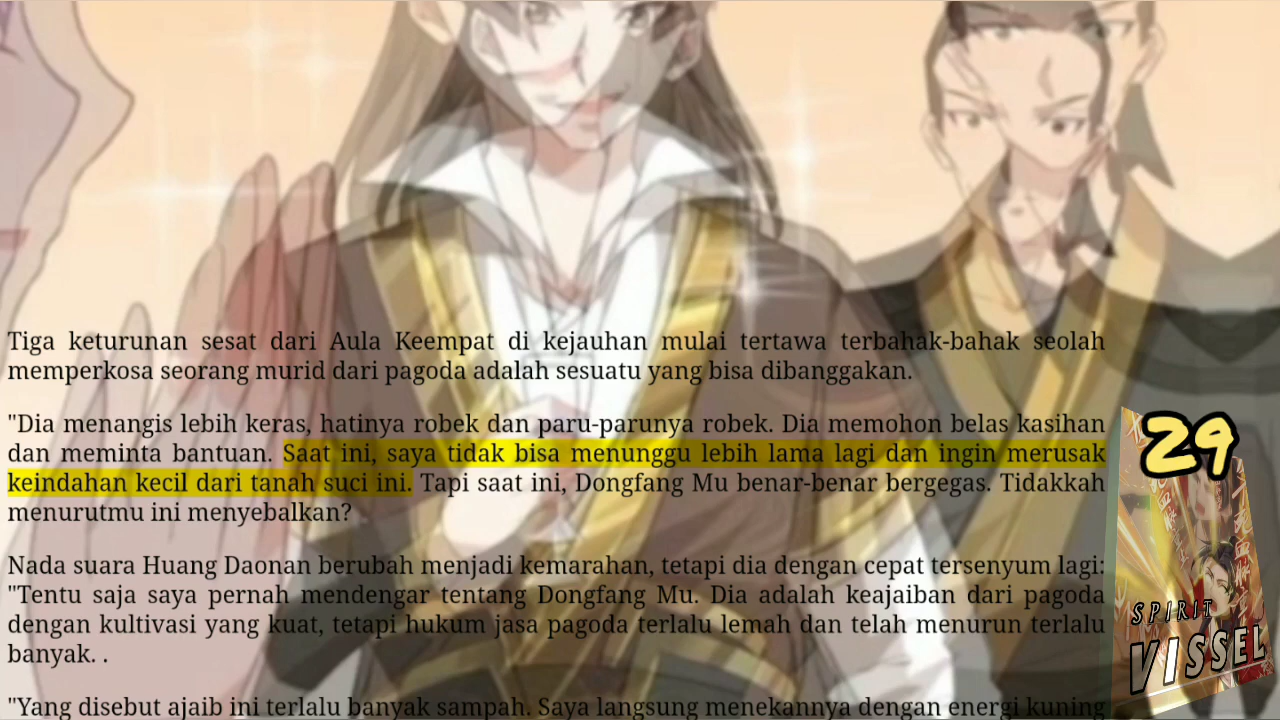 Tiga keturunan sesat dari Aula Keempat di kejauhan mulai tertawa terbahak-bahak seolah
memperkosa seorang murid dari pagoda adalah sesuatu yang bisa dibanggakan.
"Dia menangis lebih keras, hatinya robek dan paru-parunya robek. Dia memohon belas kasihan
dan meminta bantuan. Saat ini, saya tidak bisa menunggu lebih lama lagi dan ingin merusak
keindahan kecil dari tanah suci ini. Tapi saat ini, Dongfang Mu benar-benar bergegas. Tidakkah
menurutmu ini menyebalkan?
Nada suara Huang Daonan berubah menjadi kemarahan, tetapi dia dengan cepat tersenyum lagi:
"Tentu saja saya pernah mendengar tentang Dongfang Mu. Dia adalah keajaiban dari pagoda
dengan kultivasi yang kuat, tetapi hukum jasa pagoda terlalu lemah dan telah menurun terlalu
banyak. .
"Yang disebut ajaib ini terlalu banyak sampah. Saya langsung menekannya dengan energi kuning
29
SPIRIT
VISSEL